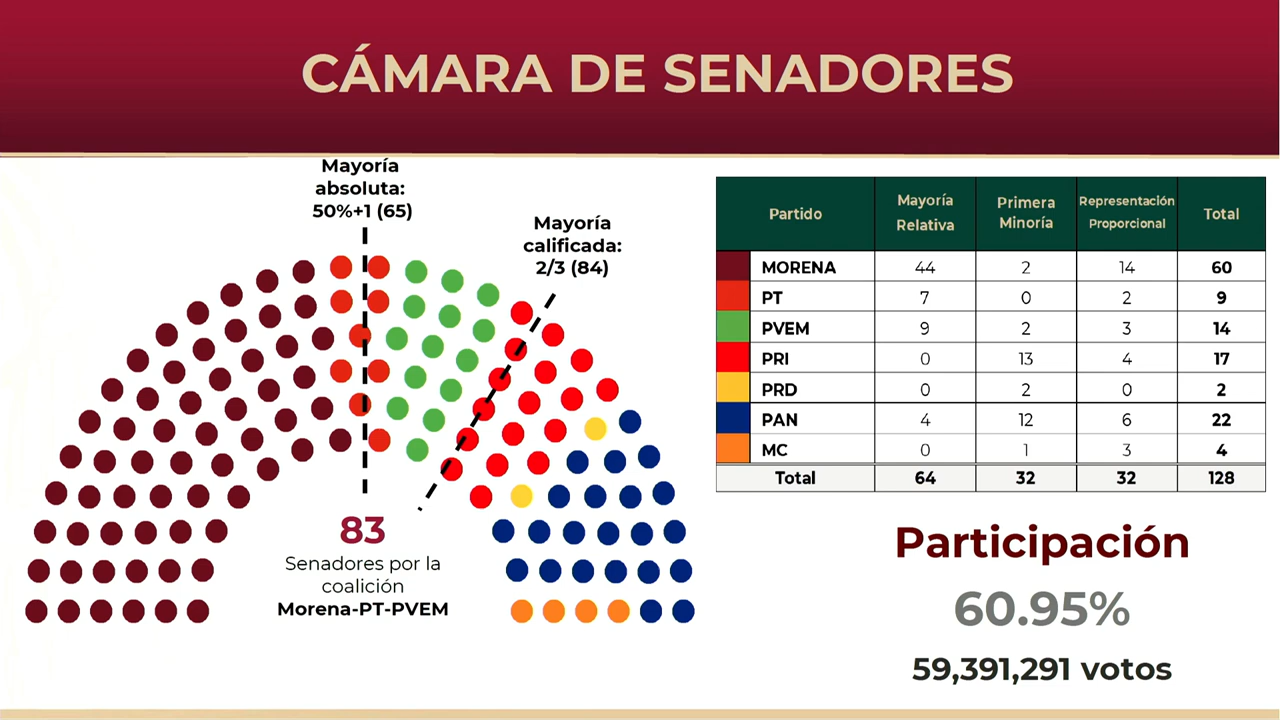 CÁMARA DE SENADORES
Mayoría
absoluta:
50%+1 (65)
Mayoría
calificada:
2/3 (84)
83
Senadores por la
coalición
Morena-PT-PVEM
Partido Mayoría Relativa Primera Minoría Representación Proporcional Total
MORENA 44 2 14 60
PT 7 0 2 9
PVEM 9 2 3 14
PRI 0 13 4 17
PRD 0 2 0 2
PAN 4 12 6 22
MC 0 1 3 4
Total 64 32 32 128
Participación
60.95%
59,391,291 votos